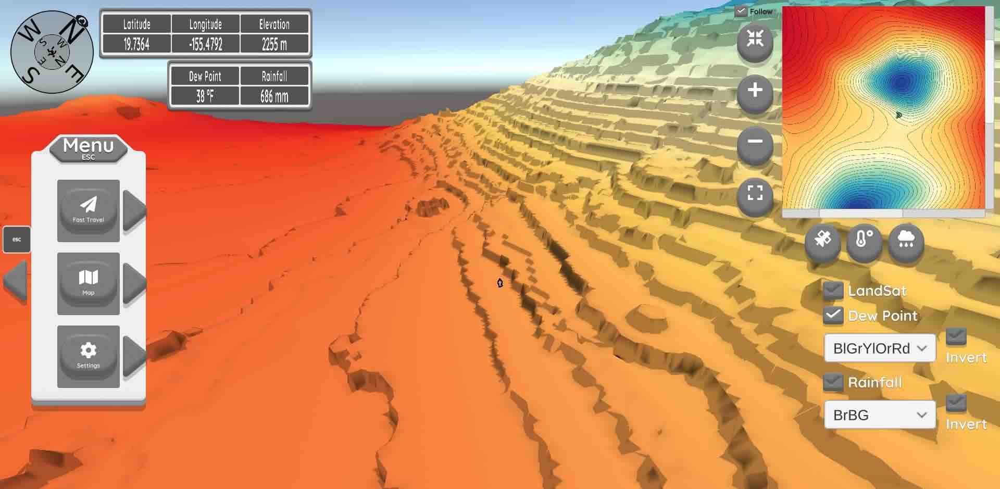 W N
S W
E N
S E
Latitude Longitude Elevation
19.7364 -155.4792 2255 m
Dew Point Rainfall
38 °F 686 mm
Follow
Menu
ESC
Fast Travel
esc
Map
Settings
LandSat
Dew Point
BlGrYlOrRd
Invert
Rainfall
BrBG
Invert